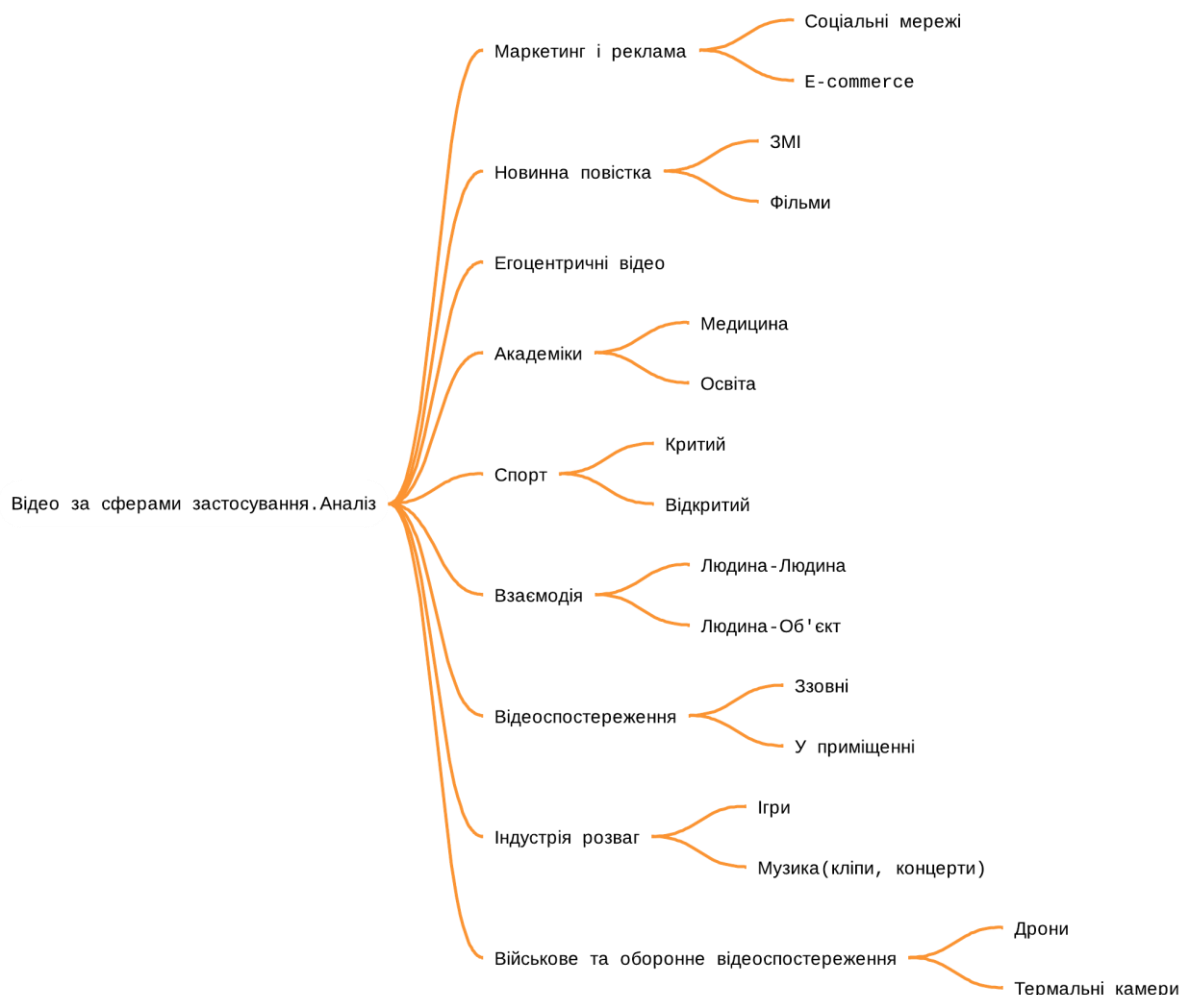 Відео за сферами застосування.Аналіз
Маркетинг і реклама
Соціальні мережі
E-commerce
Новинна повістка
ЗМІ
Фільми
Егоцентричні відео
Академіки
Медицина
Освіта
Спорт
Критий
Відкритий
Взаємодія
Людина-Людина
Людина-Об'єкт
Відеоспостереження
Ззовні
У приміщенні
Індустрія розваг
Ігри
Музика(кліпи, концерти)
Військове та оборонне відеоспостереження
Дрони
Термальні камери